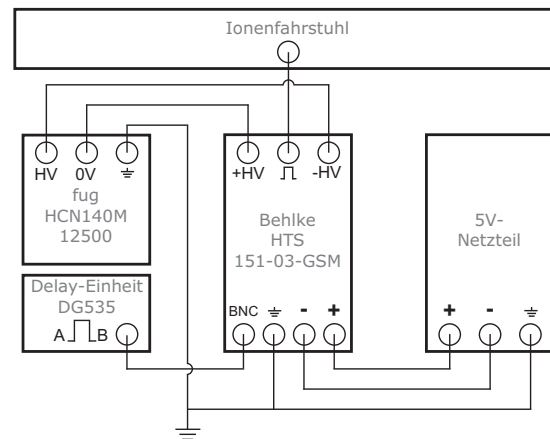 Ionenfahrstuhl
HV 0V
fug
HCN140M
12500
+HV -HV
Behlke
HTS
151-03-GSM
BNC - +
5V-
Netzteil
+ -
Delay-Einheit
DG535
A B